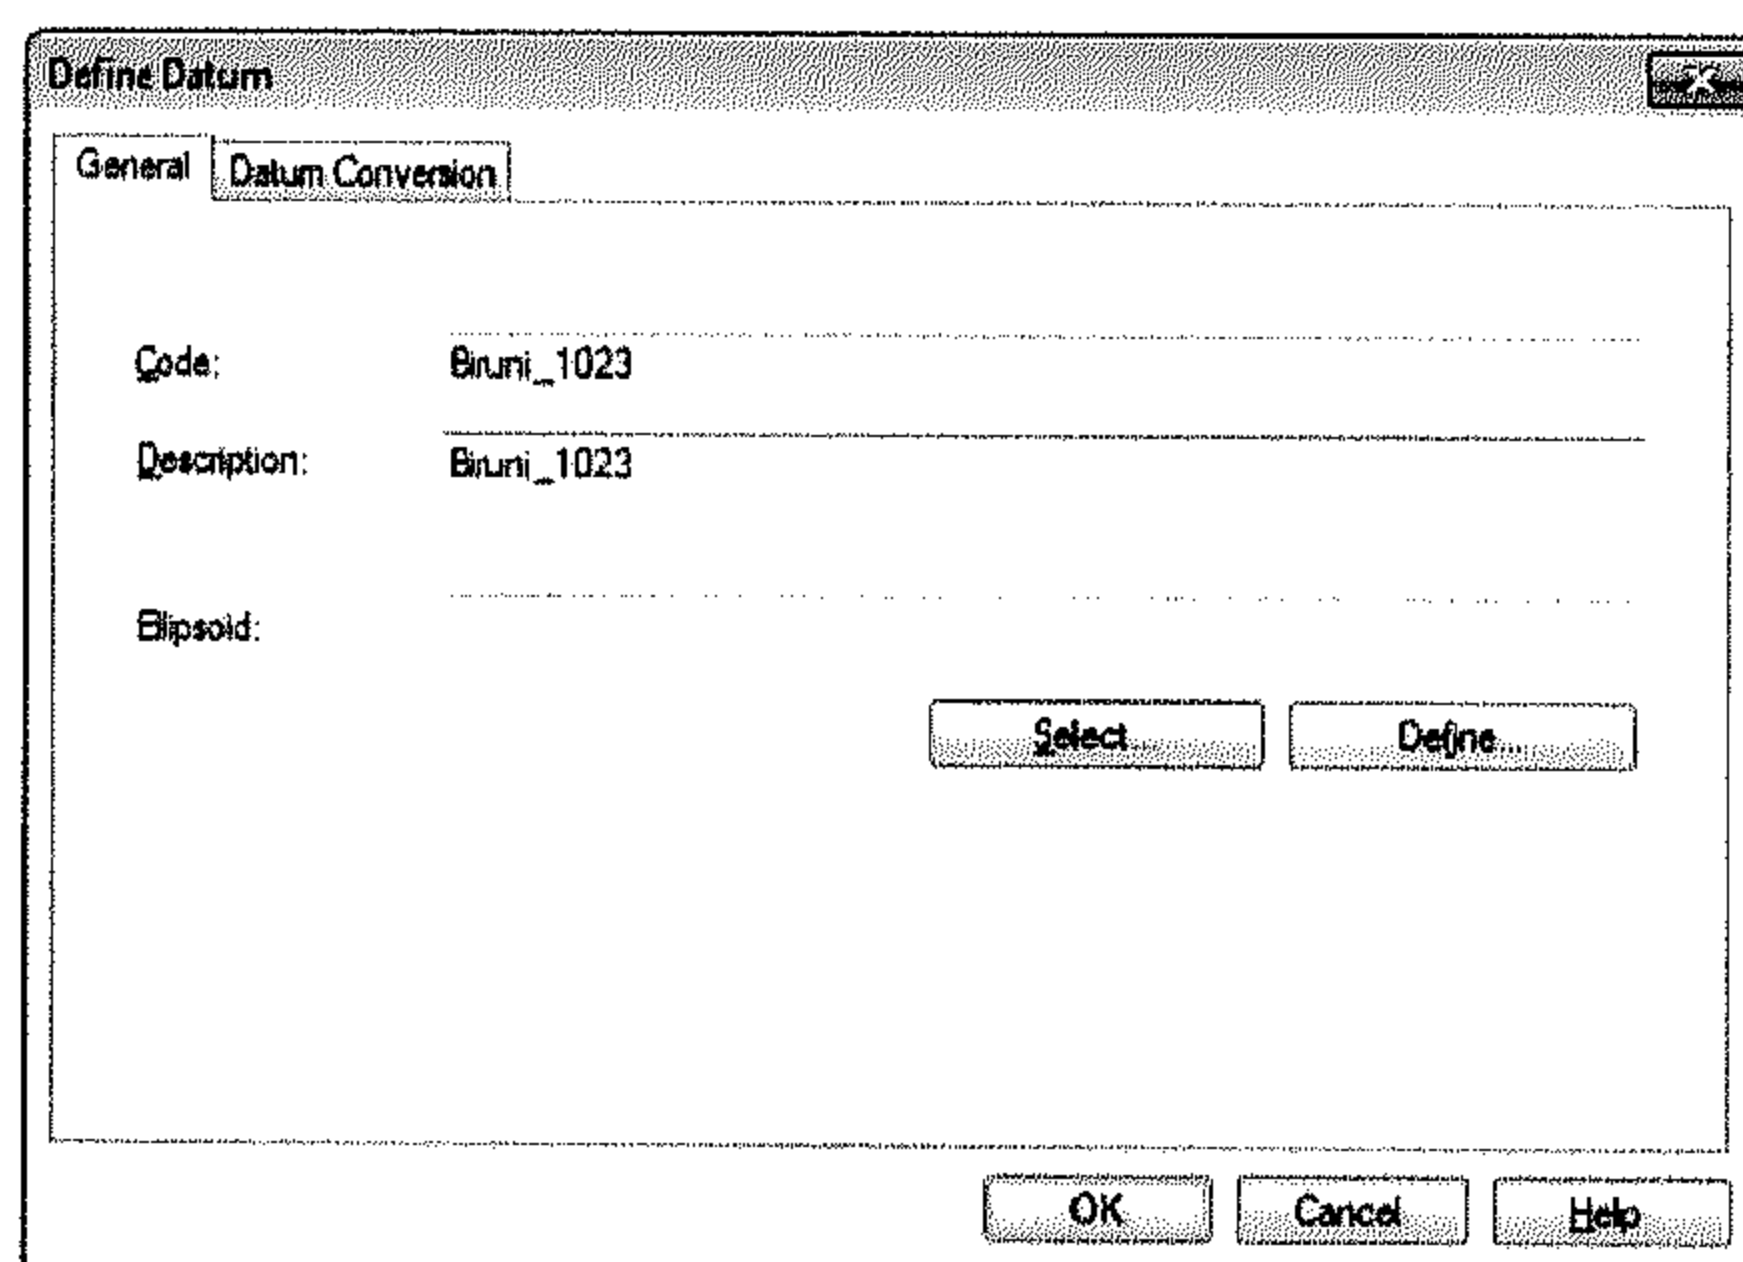 Define Datum
General
Datum Conversion
Code: Biruni_1023
Description: Biruni_1023
Ellipsoid:
Select...
Define...
OK
Cancel
Help